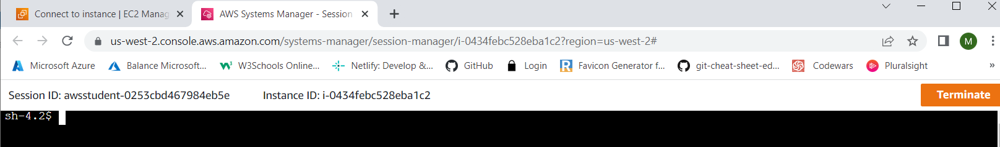 Connect to instance | EC2 Manag
AWS Systems Manager - Session
us-west-2.console.aws.amazon.com/systems-manager/session-manager/i-0434febc528eba1c2?region=us-west-2#
M
Microsoft Azure
Balance Microsoft...
W3Schools Online...
Netlify: Develop &...
GitHub
Login
Favicon Generator f...
git-cheat-sheet-ed...
Codewars
Pluralsight
»
Session ID: awsstudent-0253cbd467984eb5e
Instance ID: i-0434febc528eba1c2
Terminate
sh-4.2$